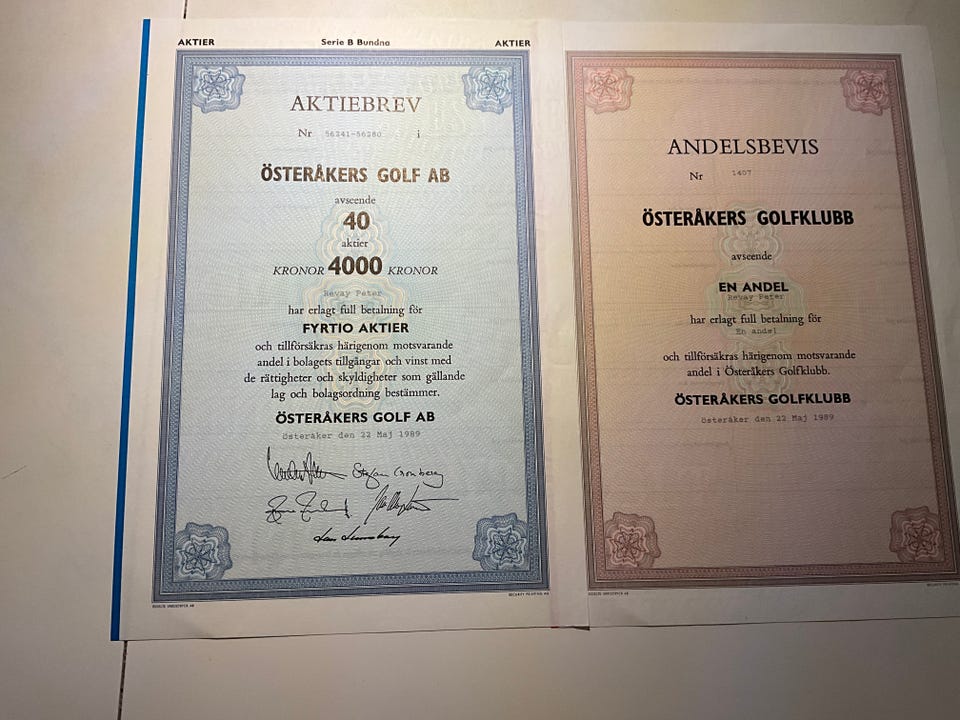 AKTIER Serie B Bundna AKTIER
AKTIEBREV
Nr 56241-56280 i
ÖSTERÅKERS GOLF AB
avseende
40
aktier
KRONOR 4000 KRONOR
Revay Peter
har erlagt full betalning för
FYRTIO AKTIER
och tillförsäkras härigenom motsvarande
andel i bolagets tillgångar och vinst med
de rättigheter och skyldigheter som gällande
lag och bolagsordning bestämmer.
ÖSTERÅKERS GOLF AB
Österåker den 22 Maj 1989
Stefan Cronberg
ANDELSBEVIS
Nr 1407
ÖSTERÅKERS GOLFKLUBB
avseende
EN ANDEL
Revay Peter
har erlagt full betalning för
En andel
och tillförsäkras härigenom motsvarande
andel i Österåkers Golfklubb.
ÖSTERÅKERS GOLFKLUBB
Österåker den 22 Maj 1989